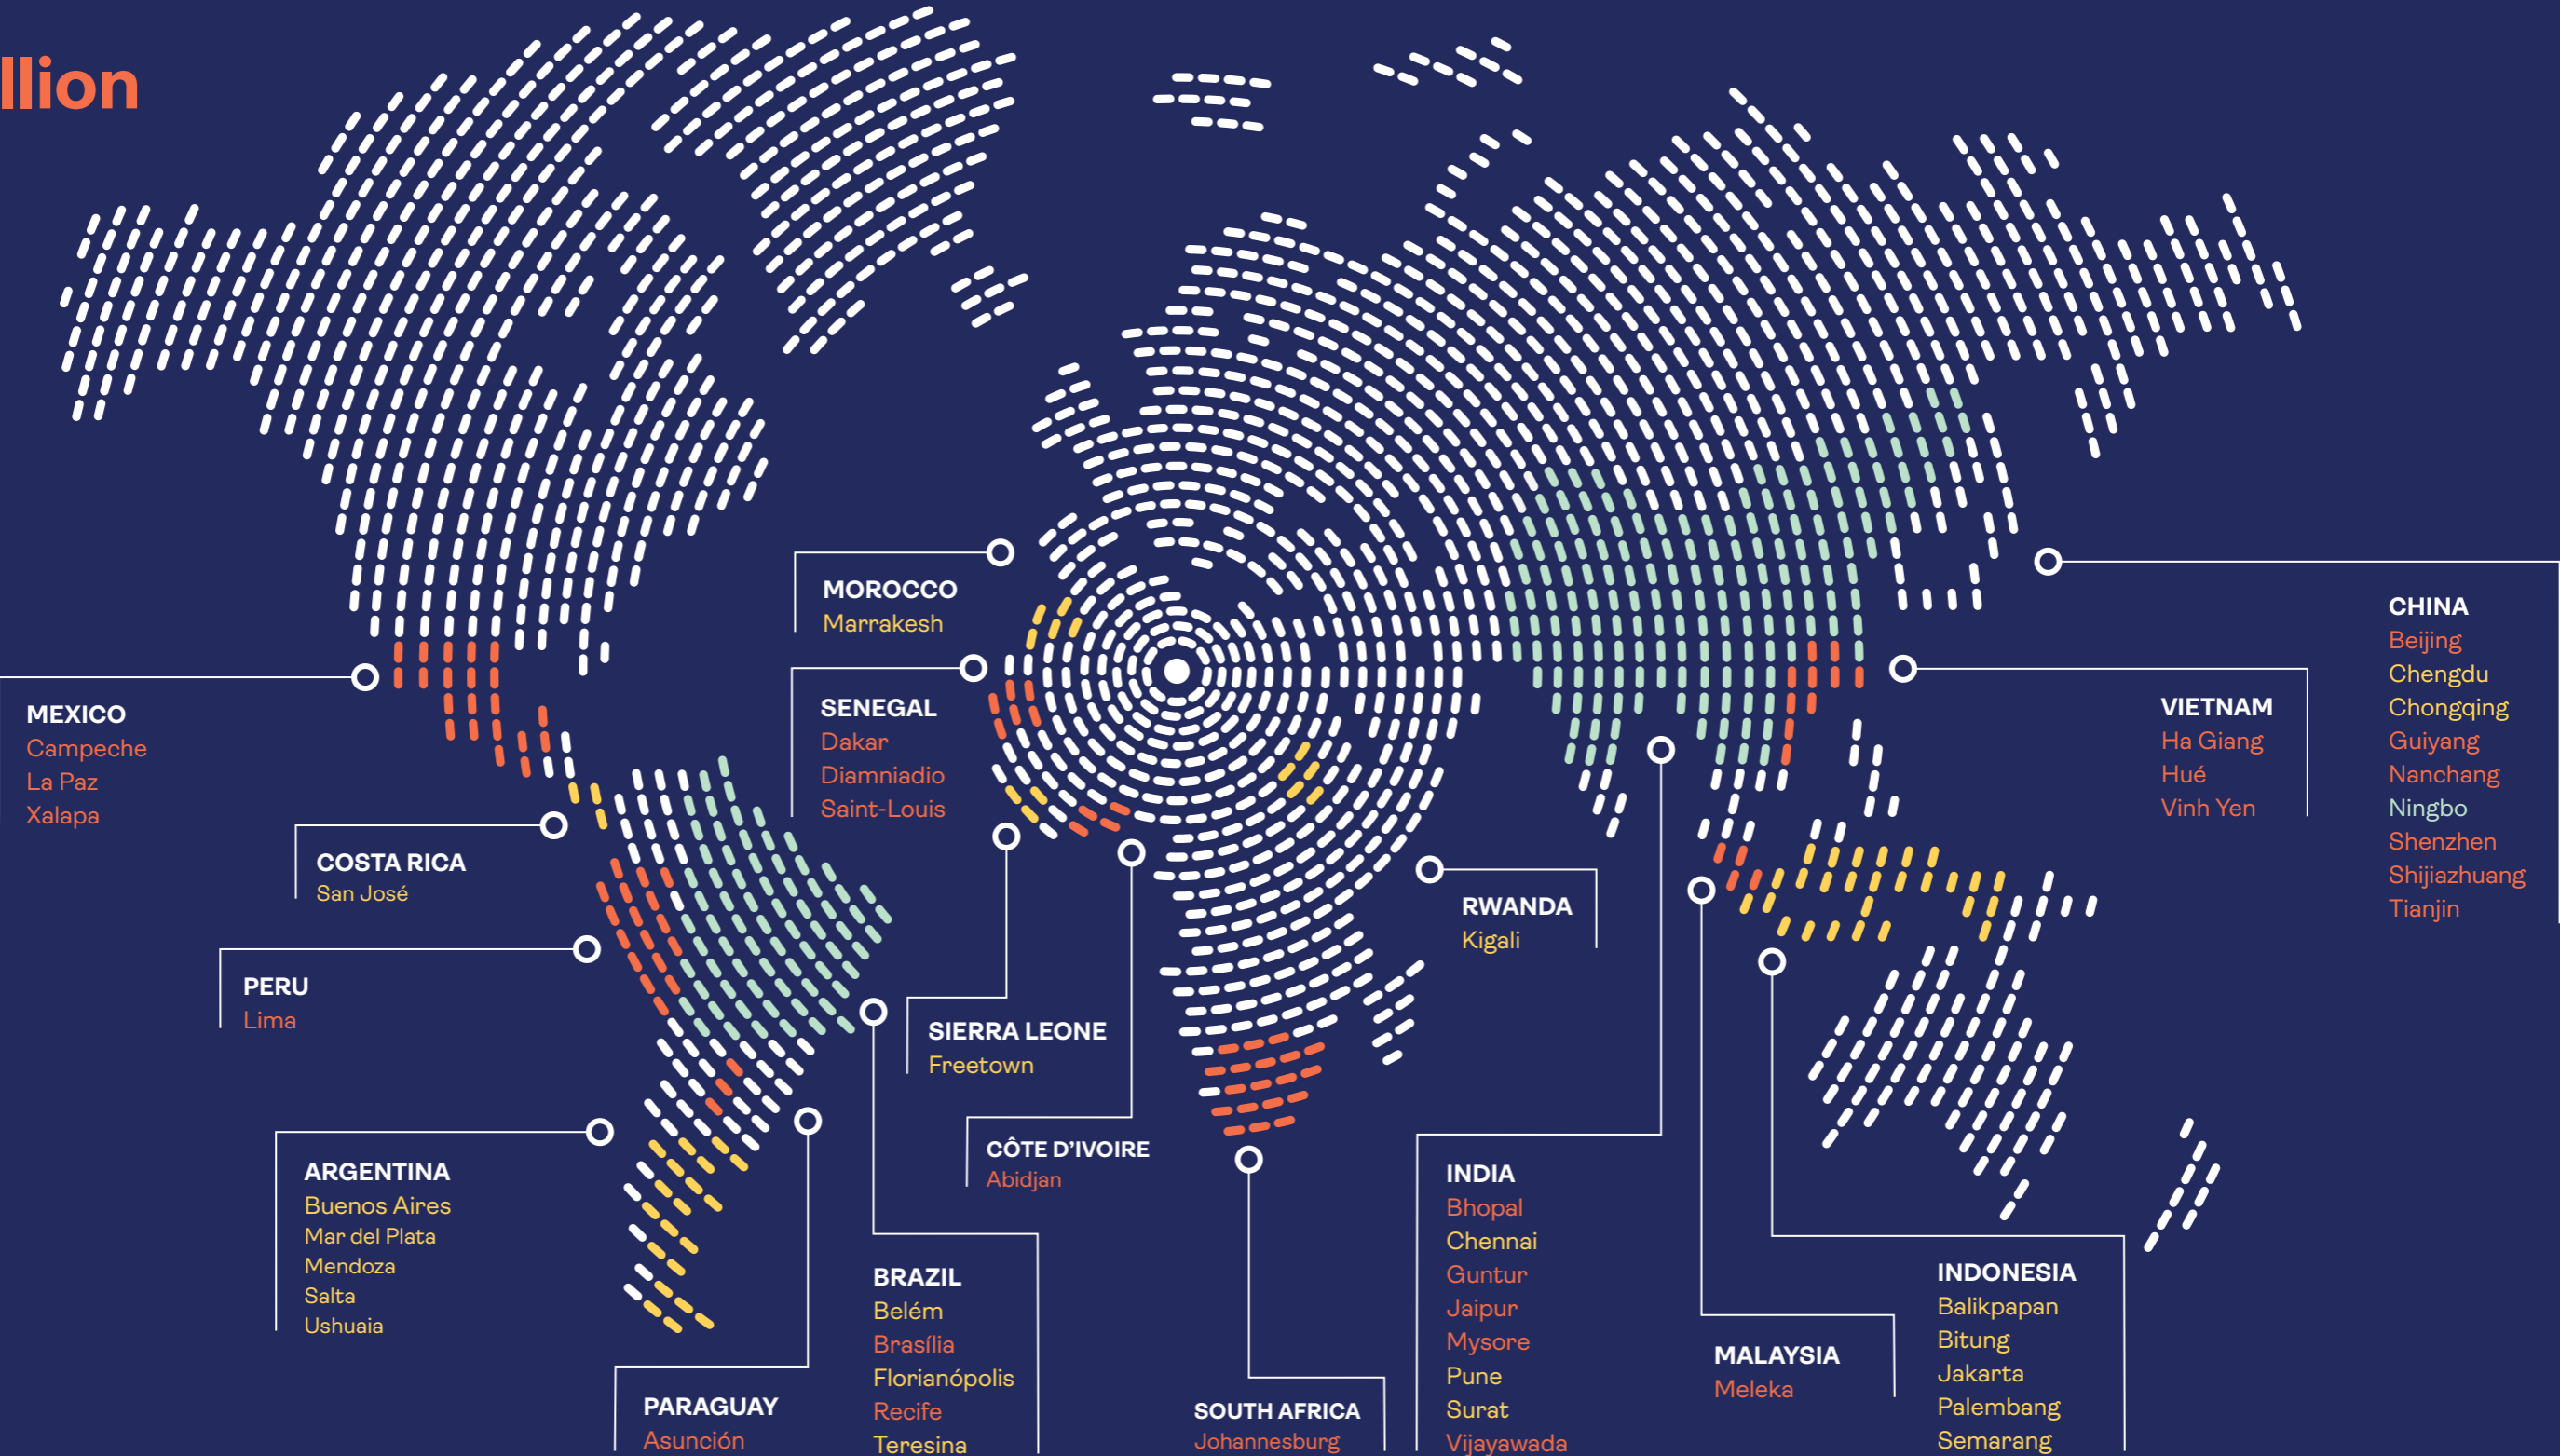 llion
MOROCCO
Marrakesh
MEXICO
Campeche
La Paz
Xalapa
SENEGAL
Dakar
Diamniadio
Saint-Louis
COSTA RICA
San José
PERU
Lima
SIERRA LEONE
Freetown
CÔTE D’IVOIRE
Abidjan
RWANDA
Kigali
VIETNAM
Ha Giang
Hué
Vinh Yen
CHINA
Beijing
Chengdu
Chongqing
Guiyang
Nanchang
Ningbo
Shenzhen
Shijiazhuang
Tianjin
ARGENTINA
Buenos Aires
Mar del Plata
Mendoza
Salta
Ushuaia
PARAGUAY
Asunción
BRAZIL
Belém
Brasília
Florianópolis
Recife
Teresina
SOUTH AFRICA
Johannesburg
INDIA
Bhopal
Chennai
Guntur
Jaipur
Mysore
Pune
Surat
Vijayawada
MALAYSIA
Meleka
INDONESIA
Balikpapan
Bitung
Jakarta
Palembang
Semarang